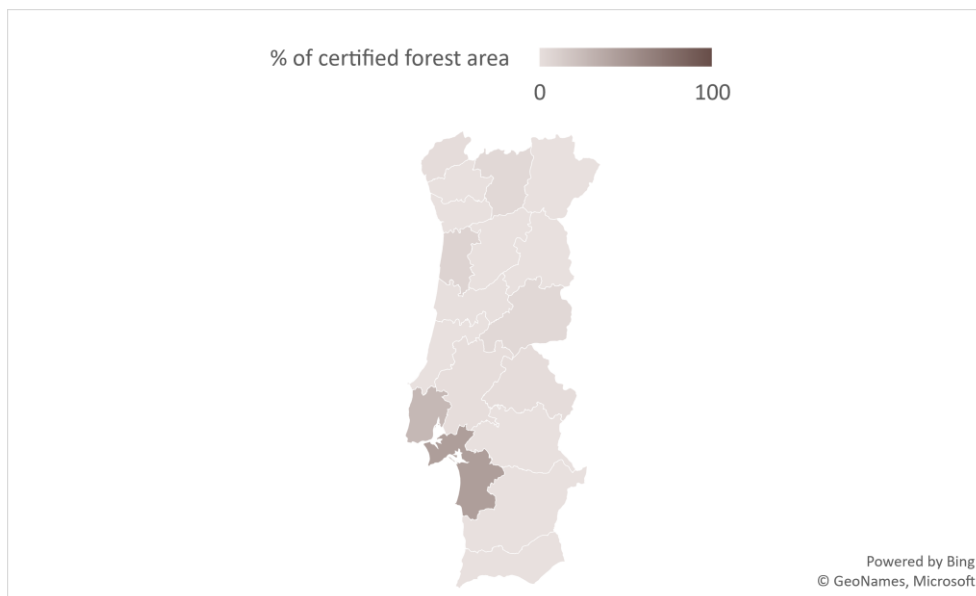 % of certified forest area
0 100
Powered by Bing
© GeoNames, Microsoft